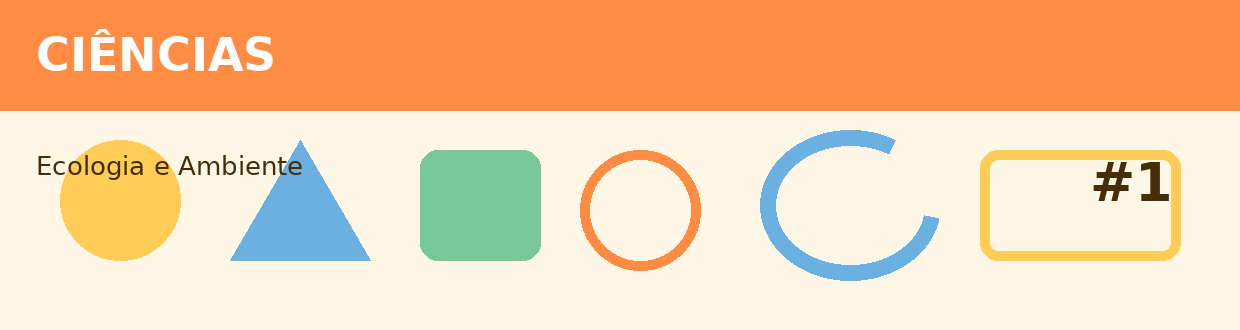 CIÊNCIAS
Ecologia e Ambiente
#1